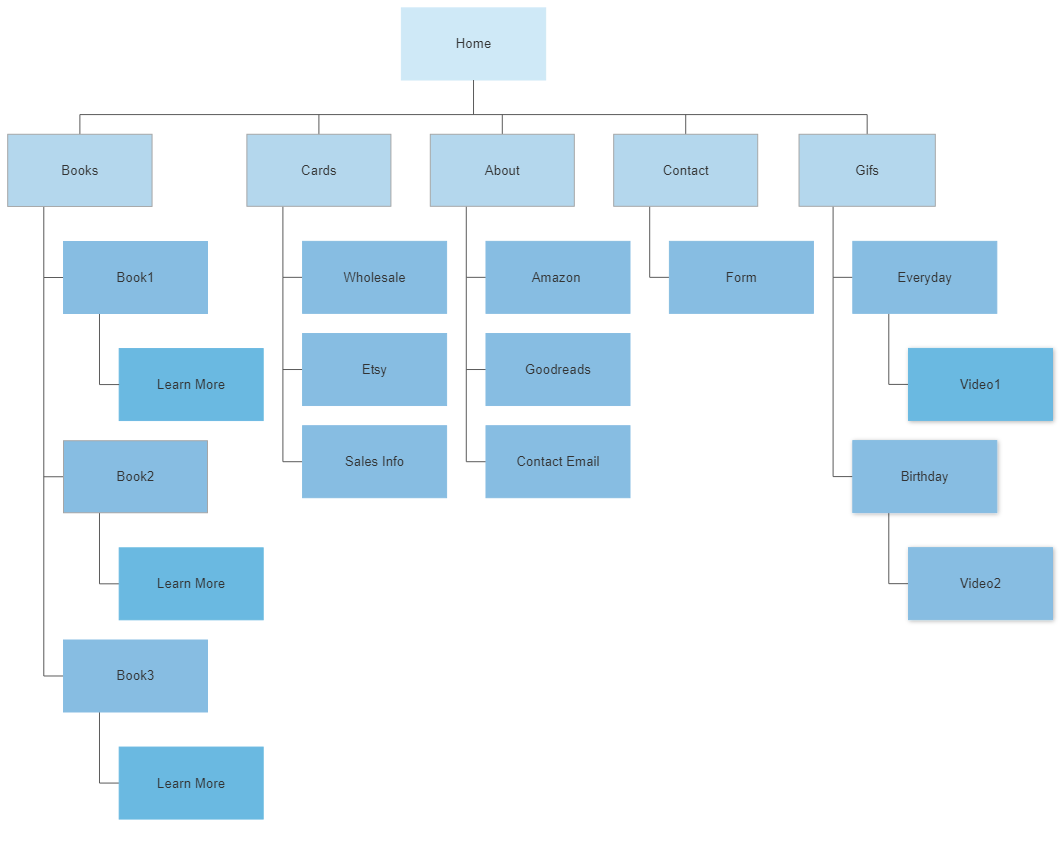 Home
Books
Cards
About
Contact
Gifs
Book1
Wholesale
Amazon
Form
Everyday
Learn More
Etsy
Goodreads
Video1
Book2
Sales Info
Contact Email
Birthday
Learn More
Video2
Book3
Learn More